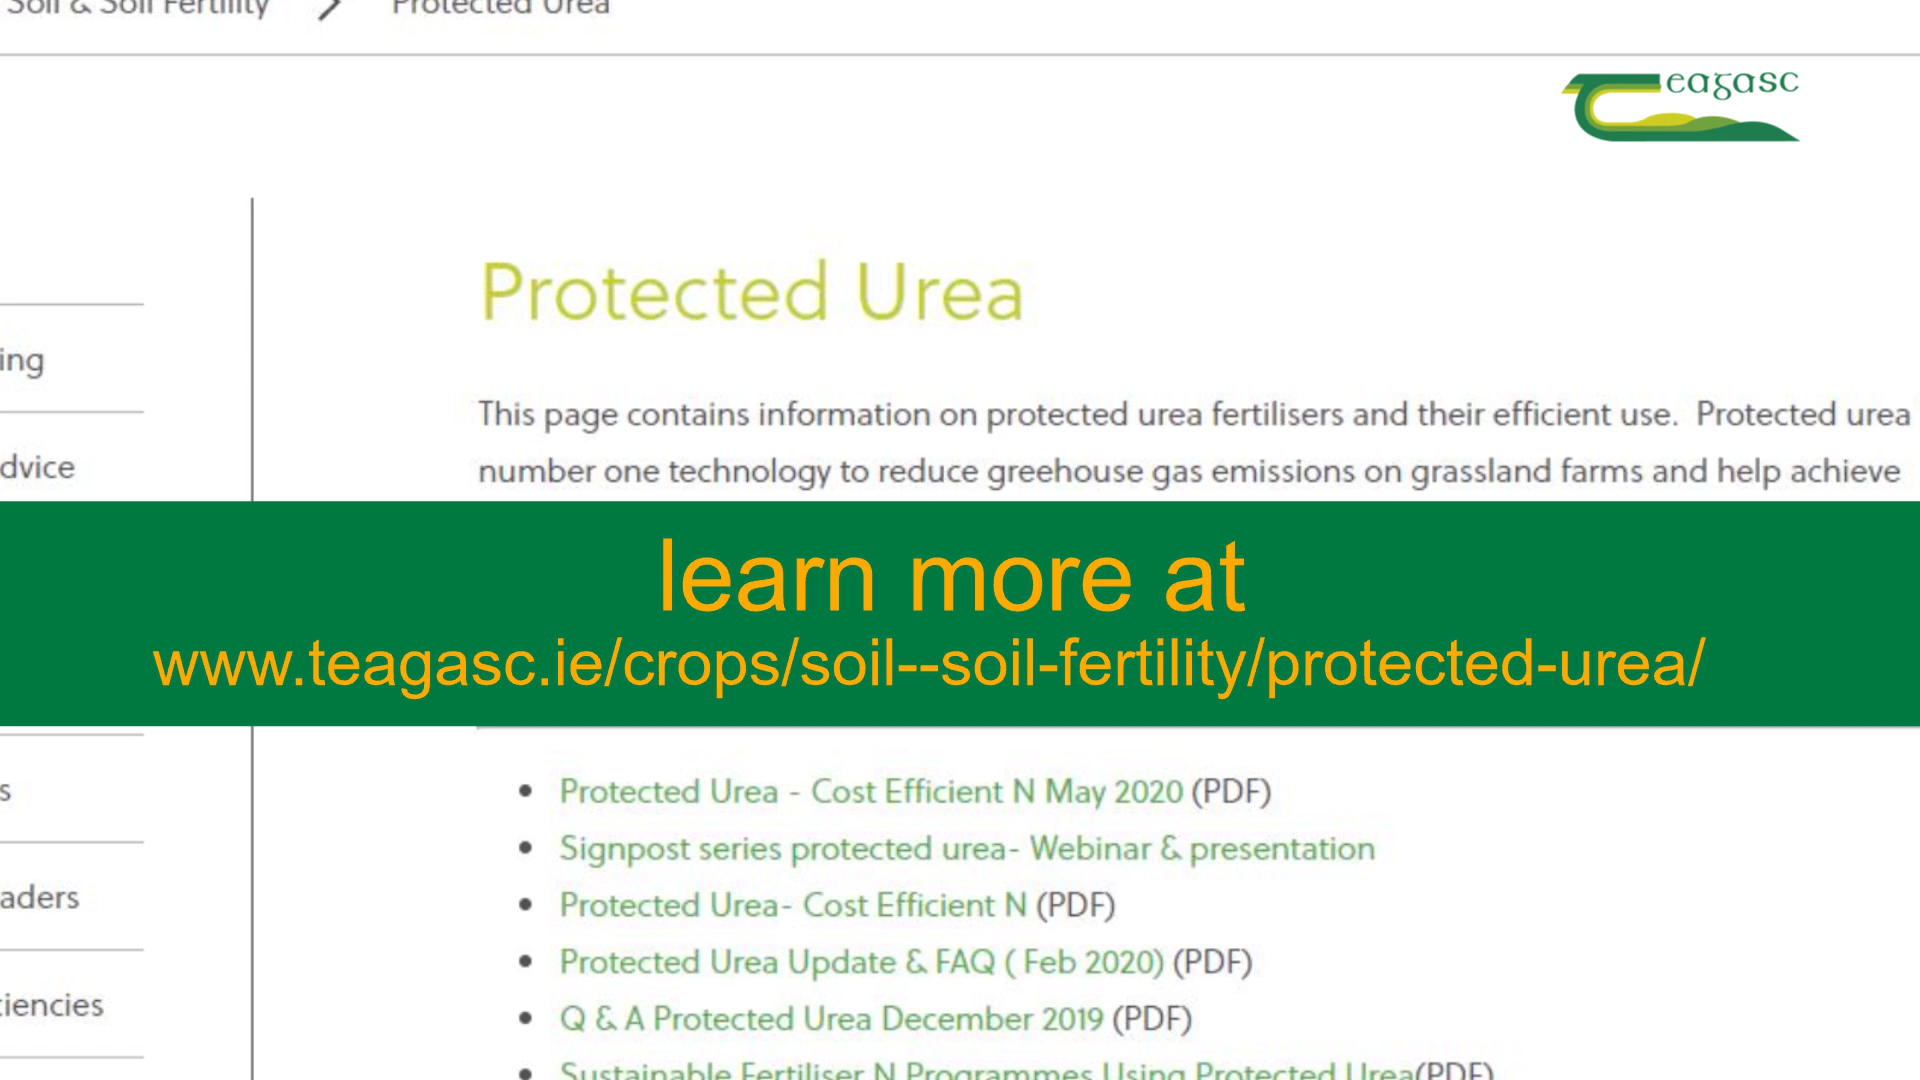 Soil & Soil Fertility > Protected Urea
eagasc
Protected Urea
ing
This page contains information on protected urea fertilisers and their efficient use. Protected urea
dvice
number one technology to reduce greehouse gas emissions on grassland farms and help achieve
learn more at
www.teagasc.ie/crops/soil--soil-fertility/protected-urea/
s
• Protected Urea - Cost Efficient N May 2020 (PDF)
• Signpost series protected urea- Webinar & presentation
aders
• Protected Urea- Cost Efficient N (PDF)
• Protected Urea Update & FAQ ( Feb 2020) (PDF)
ciencies
• Q & A Protected Urea December 2019 (PDF)
• Sustainable Fertiliser N Programmes Using Protected Urea(PDF)